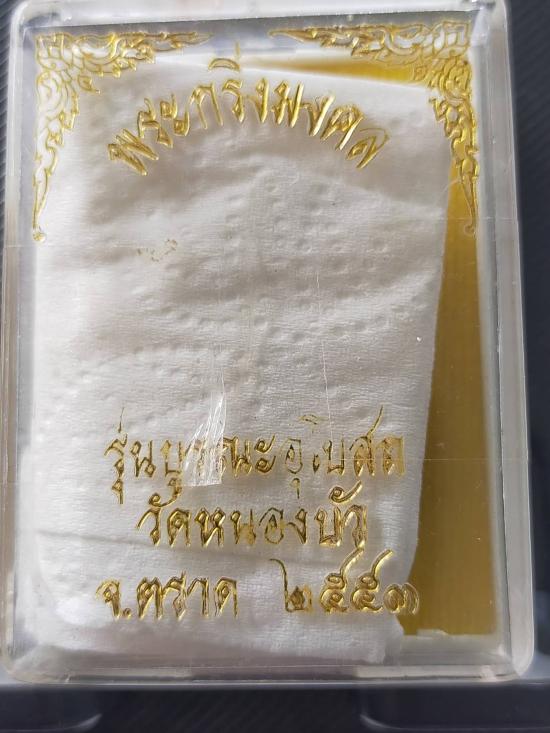 พระกริ่งมงคล
รุ่นบูรณะอุโบสถ
วัดหนองบัว
จ.ตราด ๒๕๕๓